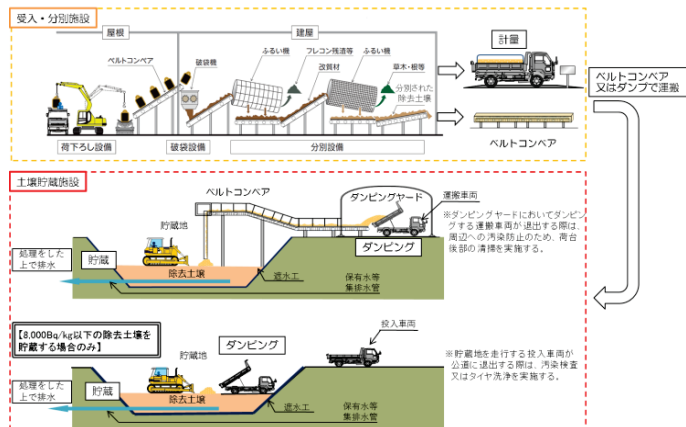 受入・分別施設
屋根
建屋
ベルトコンベア
破袋機
ふるい機
フレコン残渣等
改質材
ふるい機
草木・根等
分別された
除去土壌
計量
荷下ろし設備
破袋設備
分別設備
ベルトコンベア
ベルトコンベア
又はダンプで運搬
土壌貯蔵施設
ベルトコンベア
ダンピングヤード
運搬車両
ダンピング
貯蔵地
処理をした
上で排水
貯蔵
除去土壌
遮水工
保有水等
集排水管
※ダンピングヤードにおいてダンピン
グする運搬車両が退出する際は、
周辺への汚染防止のため、荷台
後部の清掃を実施する。
【8,000Bq/kg以下の除去土壌を
貯蔵する場合のみ】
貯蔵地
ダンピング
投入車両
処理をした
上で排水
貯蔵
除去土壌
遮水工
保有水等
集排水管
※貯蔵地を走行する投入車両が
公道に退出する際は、汚染検査
又はタイヤ洗浄を実施する。